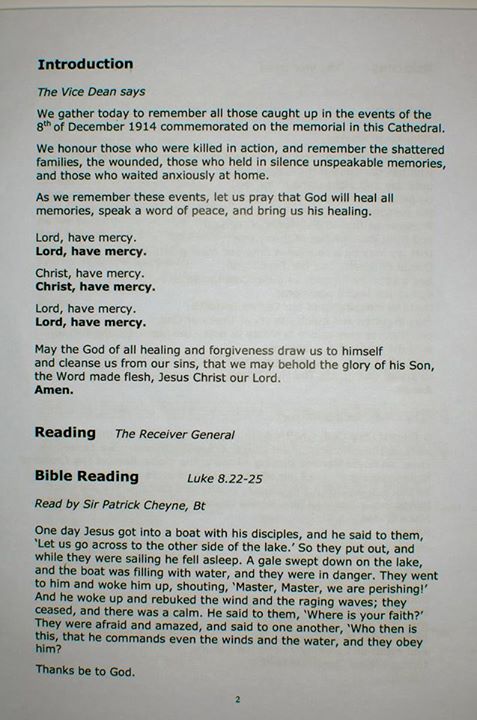 Introduction
The Vice Dean says
We gather today to remember all those caught up in the events of the
8th of December 1914 commemorated on the memorial in this Cathedral.
We honour those who were killed in action, and remember the shattered
families, the wounded, those who held in silence unspeakable memories,
and those who waited anxiously at home.
As we remember these events, let us pray that God will heal all
memories, speak a word of peace, and bring us his healing.
Lord, have mercy.
Lord, have mercy.
Christ, have mercy.
Christ, have mercy.
Lord, have mercy.
Lord, have mercy.
May the God of all healing and forgiveness draw us to himself
and cleanse us from our sins, that we may behold the glory of his Son,
the Word made flesh, Jesus Christ our Lord.
Amen.
Reading The Receiver General
Bible Reading Luke 8.22-25
Read by Sir Patrick Cheyne, Bt
One day Jesus got into a boat with his disciples, and he said to them,
‘Let us go across to the other side of the lake.’ So they put out, and
while they were sailing he fell asleep. A gale swept down on the lake,
and the boat was filling with water, and they were in danger. They went
to him and woke him up, shouting, ‘Master, Master, we are perishing!’
And he woke up and rebuked the wind and the raging waves; they
ceased, and there was a calm. He said to them, ‘Where is your faith?’
They were afraid and amazed, and said to one another, ‘Who then is
this, that he commands even the winds and the water, and they obey
him?
Thanks be to God.
2